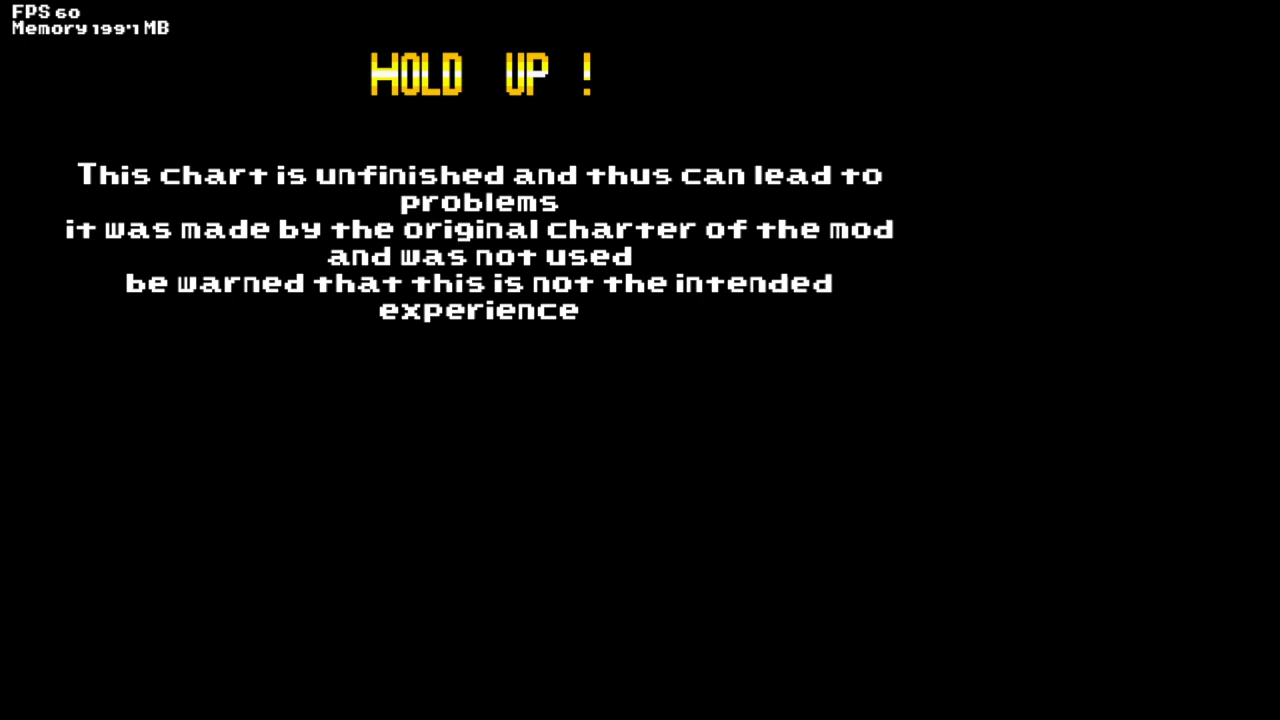 FPS 60
Memory 199.1 MB
HOLD UP !
This chart is unfinished and thus can lead to
problems
it was made by the original charter of the mod
and was not used
be warned that this is not the intended
experience